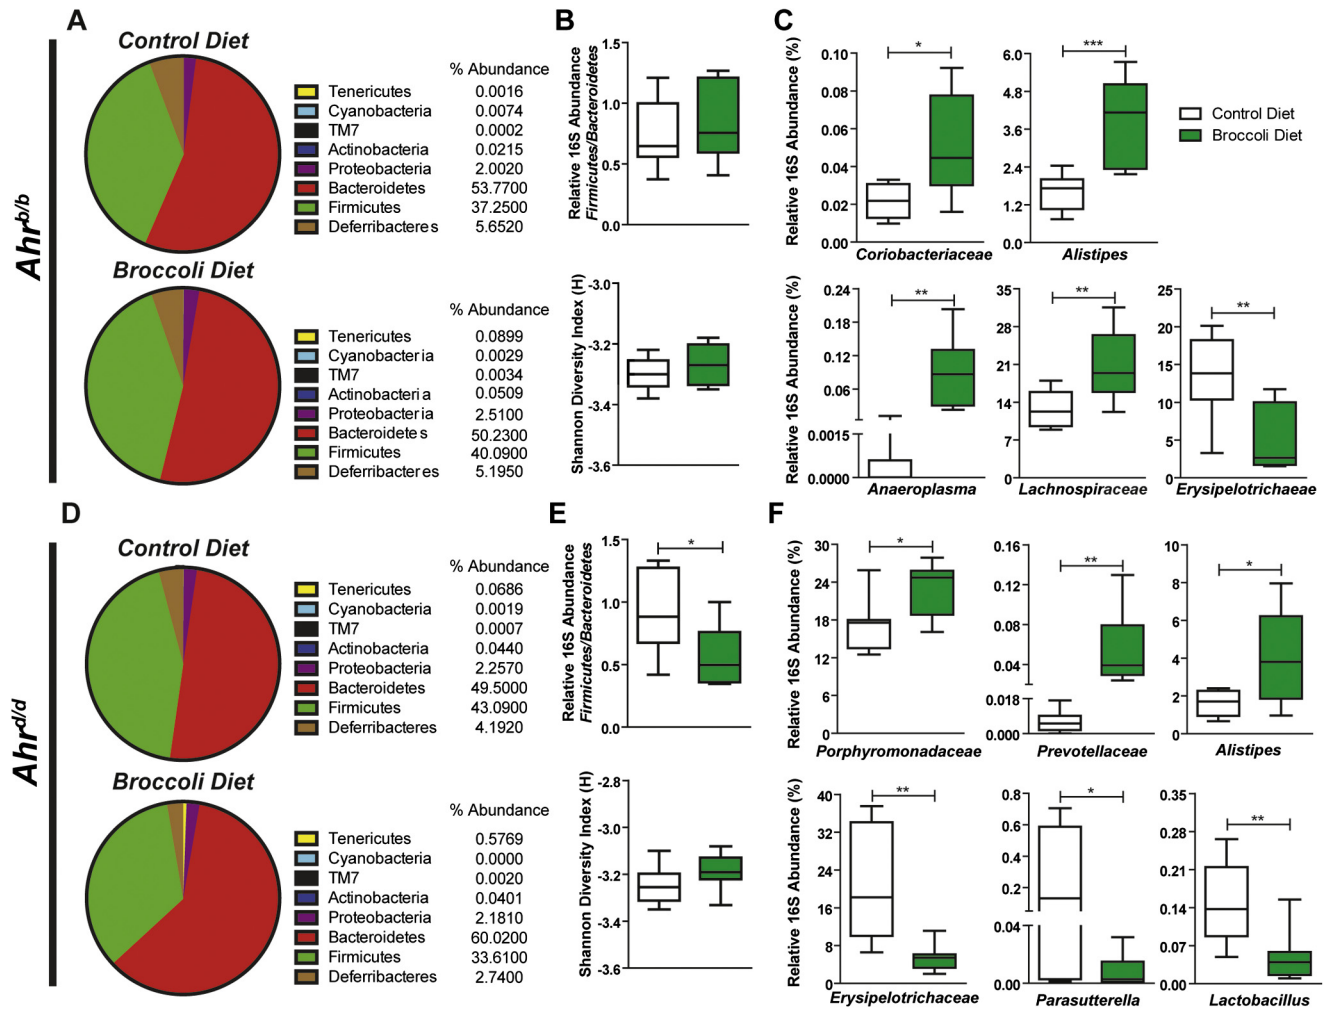 A
Control Diet
% Abundance
Tenericutes 0.0016
Cyanobacteria 0.0074
TM7 0.0002
Actinobacteria 0.0215
Proteobacteria 2.0020
Bacteroidetes 53.7700
Firmicutes 37.2500
Deferribacteres 5.6520
Ahr b/b
Broccoli Diet
% Abundance
Tenericutes 0.0899
Cyanobacteria 0.0029
TM7 0.0034
Actinobacteria 0.0509
Proteobacteria 2.5100
Bacteroidetes 50.2300
Firmicutes 40.0900
Deferribacteres 5.1950
B
Relative 16S Abundance
Firmicutes/Bacteroidetes
1.5
1.0
0.5
0.0
Shannon Diversity Index (H)
-3.0
-3.2
-3.4
-3.6
C
Relative 16S Abundance (%)
0.10
0.08
0.06
0.04
0.02
0.00
*
Coriobacteriaceae
6.0
4.8
3.6
2.4
1.2
0.0
***
Alistipes
Control Diet
Broccoli Diet
Relative 16S Abundance (%)
0.24
0.18
0.12
0.06
0.0015
0.0000
**
Anaeroplasma
35
28
21
14
7
0
**
Lachnospiraceae
25
20
15
10
5
0
**
Erysipelotrichaeae
D
Control Diet
% Abundance
Tenericutes 0.0686
Cyanobacteria 0.0019
TM7 0.0007
Actinobacteria 0.0440
Proteobacteria 2.2570
Bacteroidetes 49.5000
Firmicutes 43.0900
Deferribacteres 4.1920
Ahr d/d
Broccoli Diet
% Abundance
Tenericutes 0.5769
Cyanobacteria 0.0000
TM7 0.0020
Actinobacteria 0.0401
Proteobacteria 2.1810
Bacteroidetes 60.0200
Firmicutes 33.6100
Deferribacteres 2.7400
E
Relative 16S Abundance
Firmicutes/Bacteroidetes
1.5
1.0
0.5
0.0
*
Shannon Diversity Index (H)
-2.8
-3.0
-3.2
-3.4
-3.6
F
Relative 16S Abundance (%)
30
24
18
12
6
0
*
Porphyromonadaceae
0.16
0.12
0.08
0.04
0.018
0.000
**
Prevotellaceae
10
8
6
4
2
0
*
Alistipes
Relative 16S Abundance (%)
40
32
24
16
8
0
**
Erysipelotrichaceae
0.8
0.6
0.4
0.2
0.04
0.00
*
Parasutterella
0.35
0.28
0.21
0.14
0.07
0.00
**
Lactobacillus